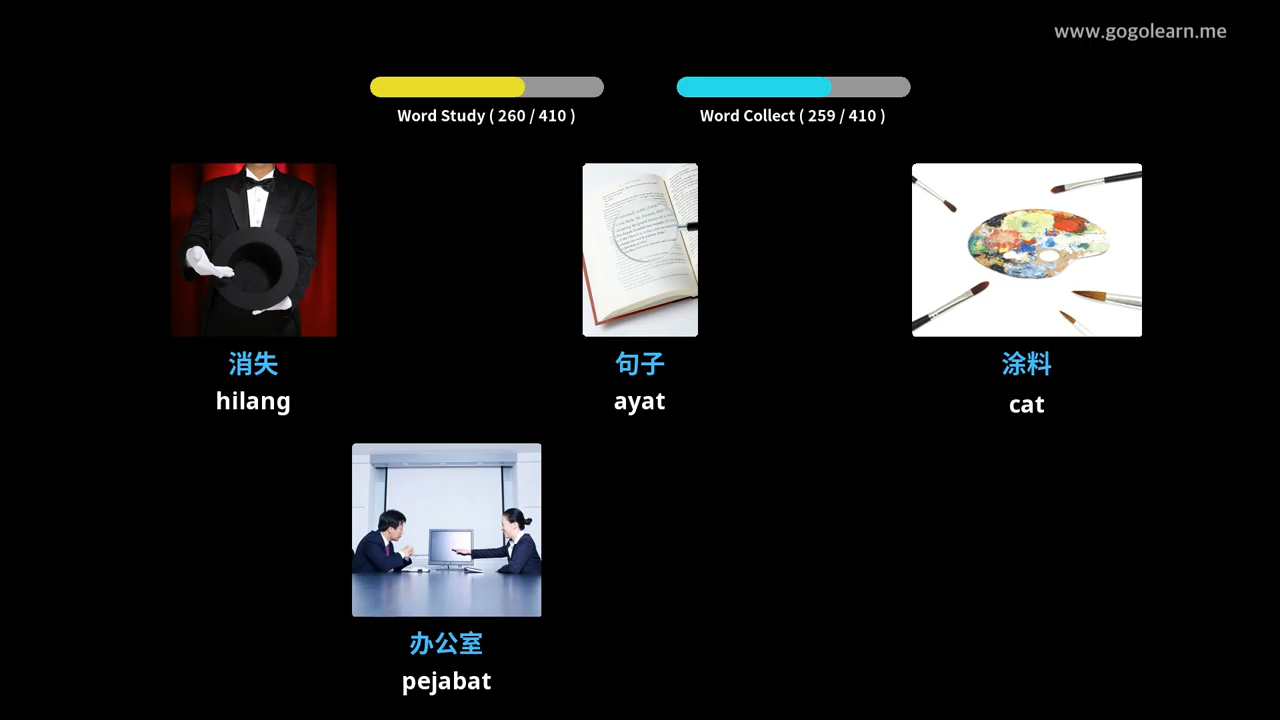 www.gogolearn.me
Word Study ( 260 / 410 )
Word Collect ( 259 / 410 )
消失
hilang
句子
ayat
涂料
cat
办公室
pejabat